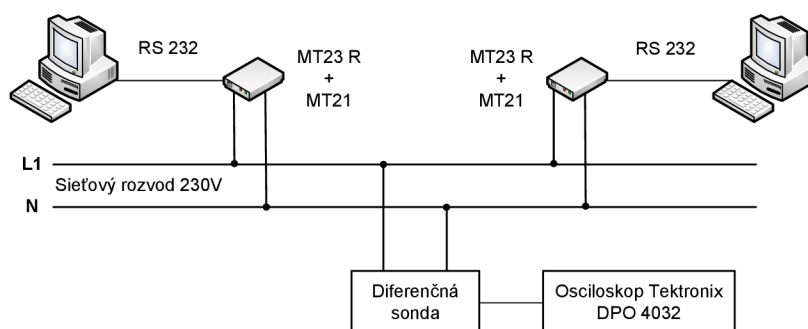 RS 232
MT23 R
+
MT21
MT23 R
+
MT21
RS 232
L1
Sieťový rozvod 230V
N
Diferenčná
sonda
Osciloskop Tektronix
DPO 4032